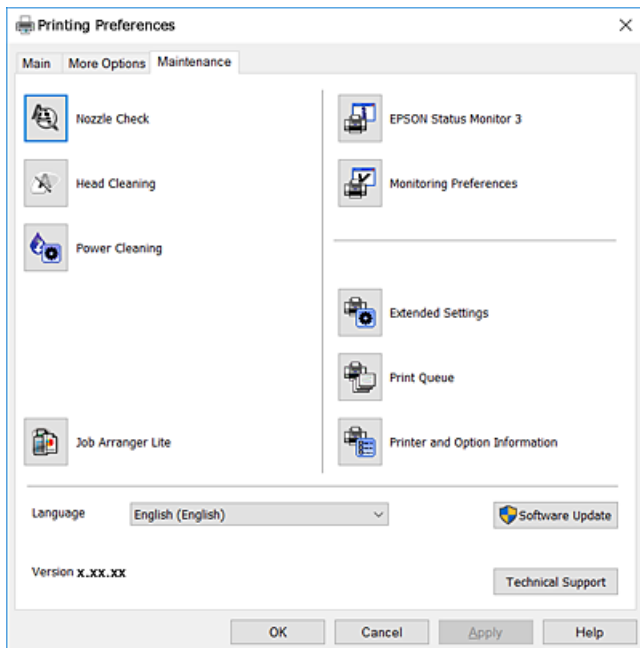 Printing Preferences
Main
More Options
Maintenance
Nozzle Check
EPSON Status Monitor 3
Head Cleaning
Monitoring Preferences
Power Cleaning
Extended Settings
Print Queue
Job Arranger Lite
Printer and Option Information
Language
English (English)
Software Update
Version x.xx.xx
Technical Support
OK
Cancel
Apply
Help